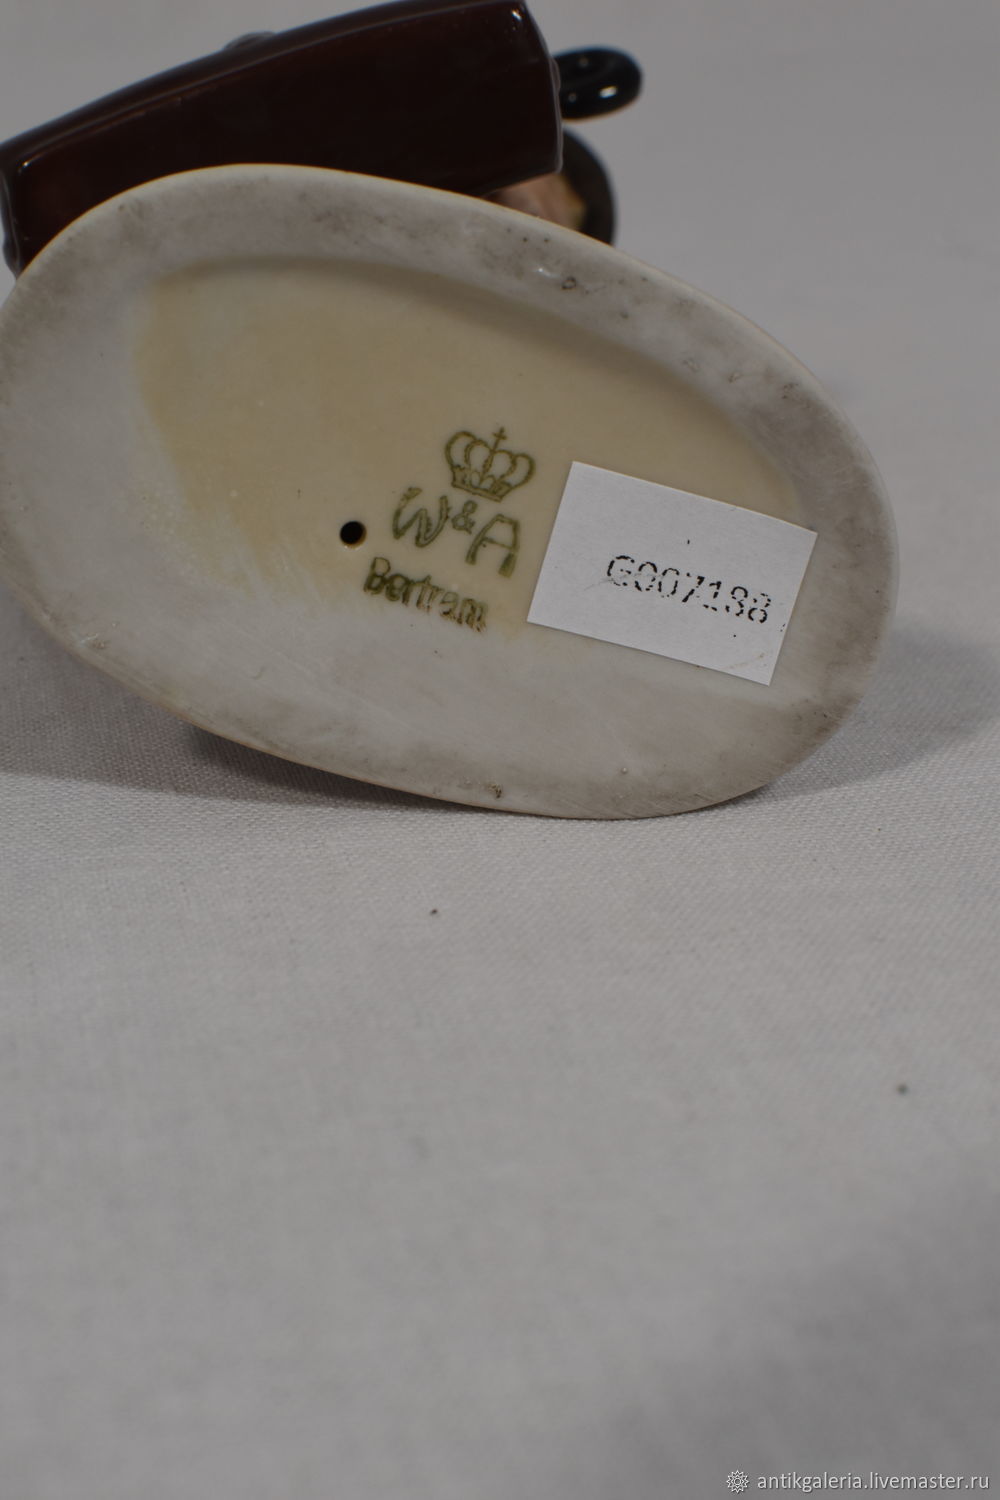 W & A
Bertram
G007188
antikgaleria.livemaster.ru